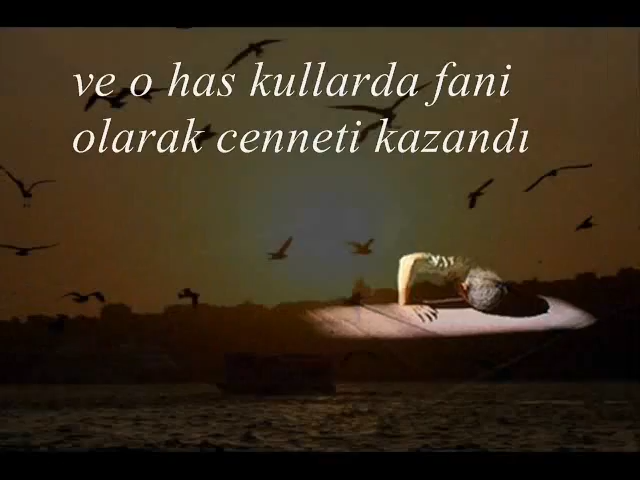 ve o has kullarda fani
olarak cenneti kazandı